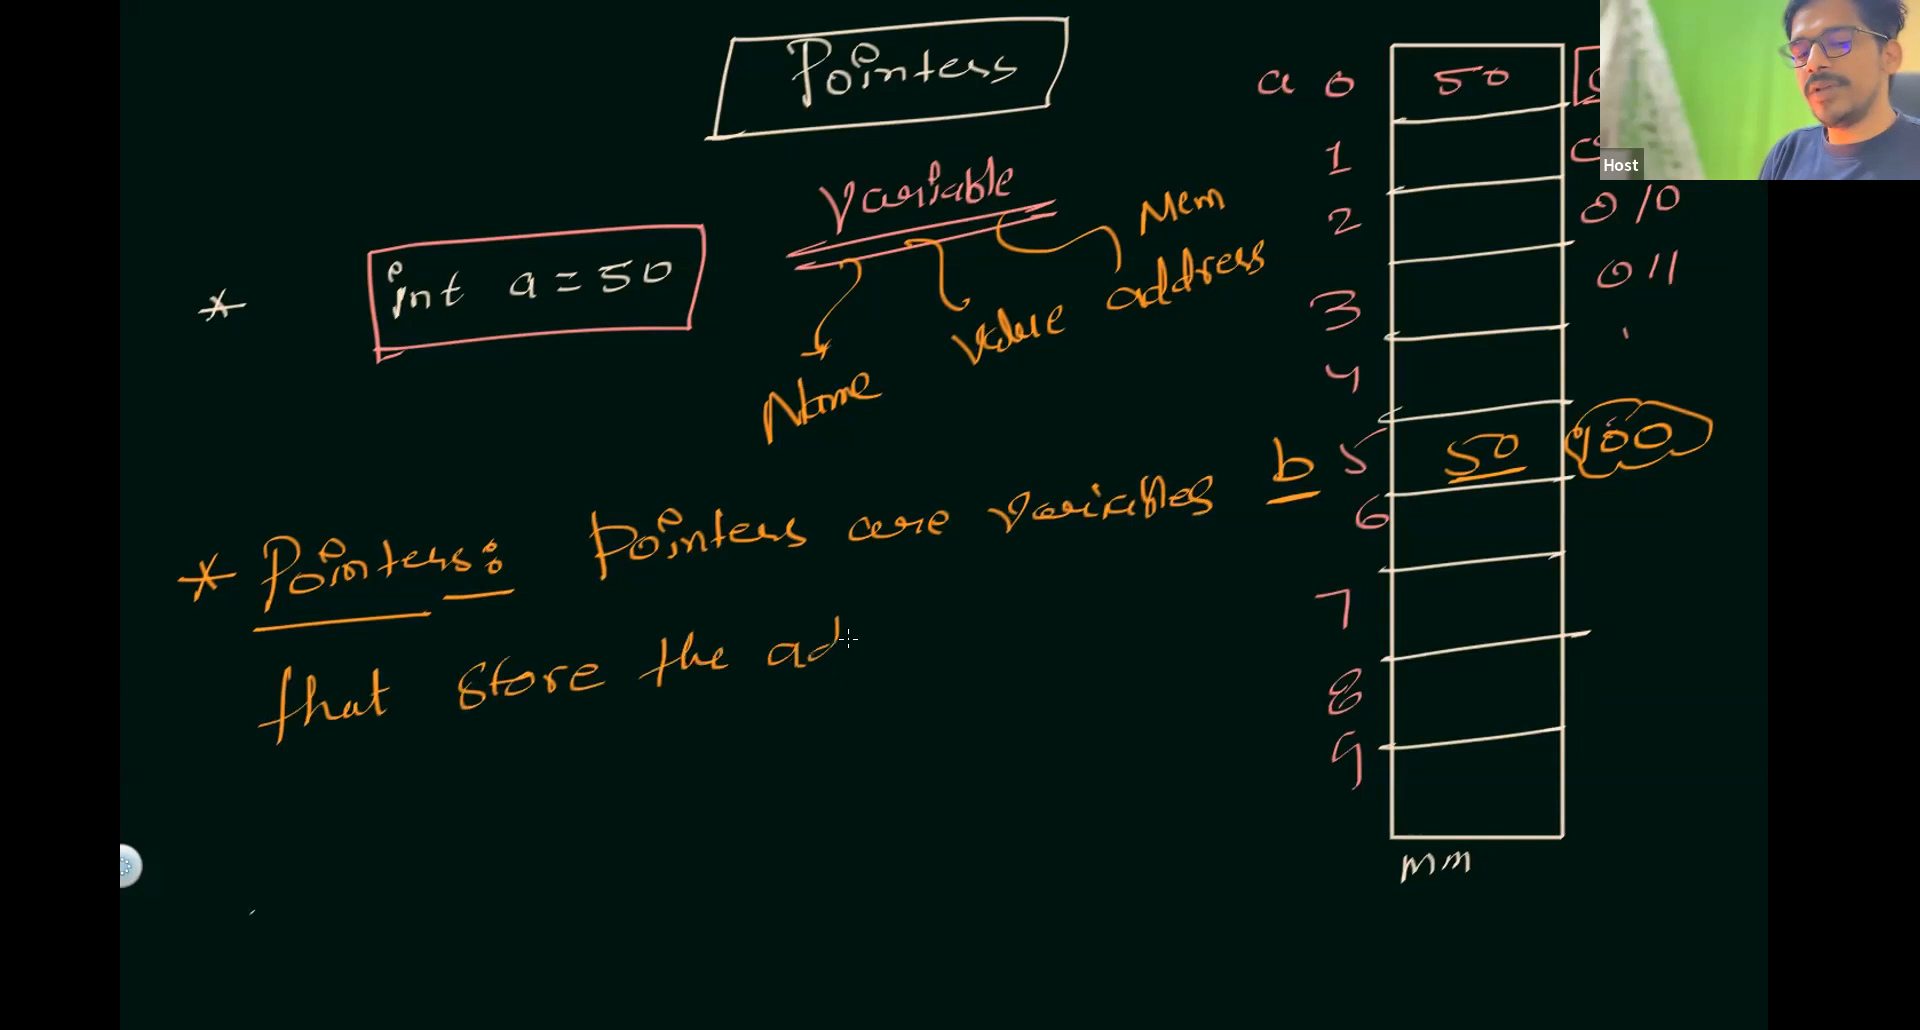 Pointers
Variable
Mem
address
value
Name
* int a = 50
* Pointers: Pointers are variables
that store the ad
a 0 50
1
2 010
3 011
4
b 5 50 100
6
7
8
9
mm
Host